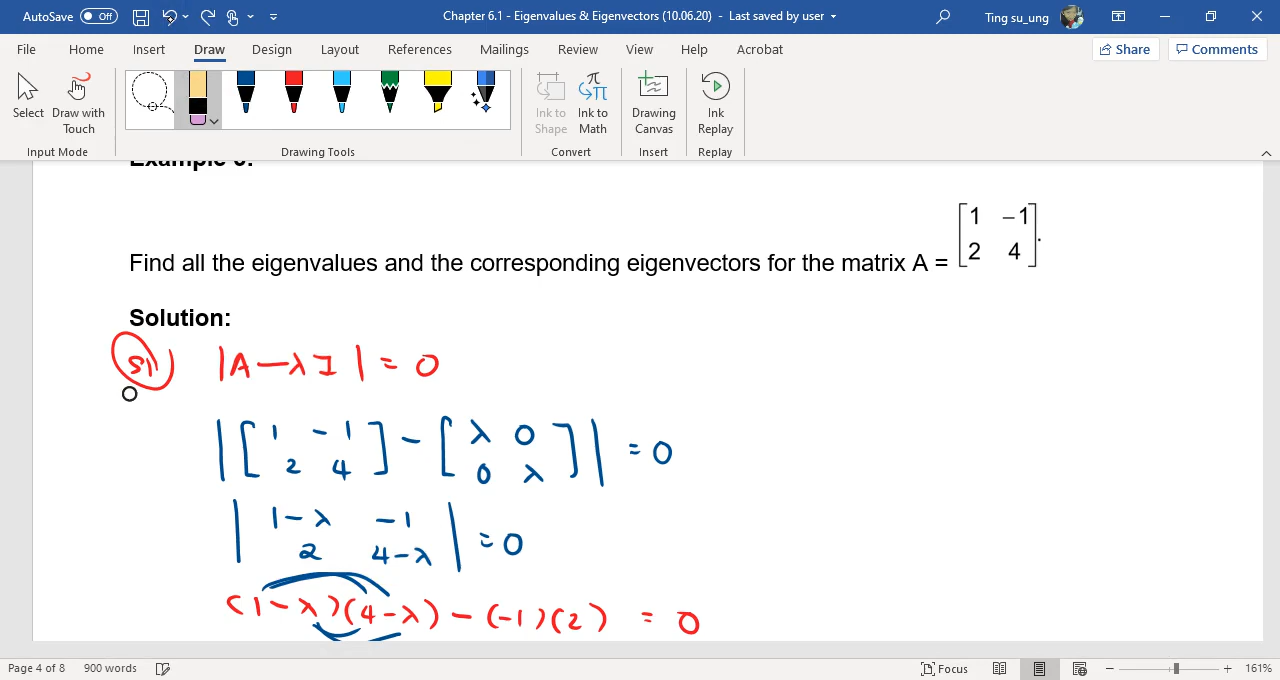 AutoSave Off Chapter 6.1 - Eigenvalues & Eigenvectors (10.06.20) - Last saved by user Ting su_ung
File Home Insert Draw Design Layout References Mailings Review View Help Acrobat Share Comments
Select Draw with Touch Ink to Shape Ink to Math Drawing Canvas Ink Replay
Input Mode Drawing Tools Convert Insert Replay
Find all the eigenvalues and the corresponding eigenvectors for the matrix A = [1 −1; 2 4].
Solution:
S1) |A − λI| = 0
|[1 −1; 2 4] − [λ 0; 0 λ]| = 0
|1−λ −1; 2 4−λ| = 0
(1−λ)(4−λ) − (−1)(2) = 0
Page 4 of 8 900 words Focus 161%